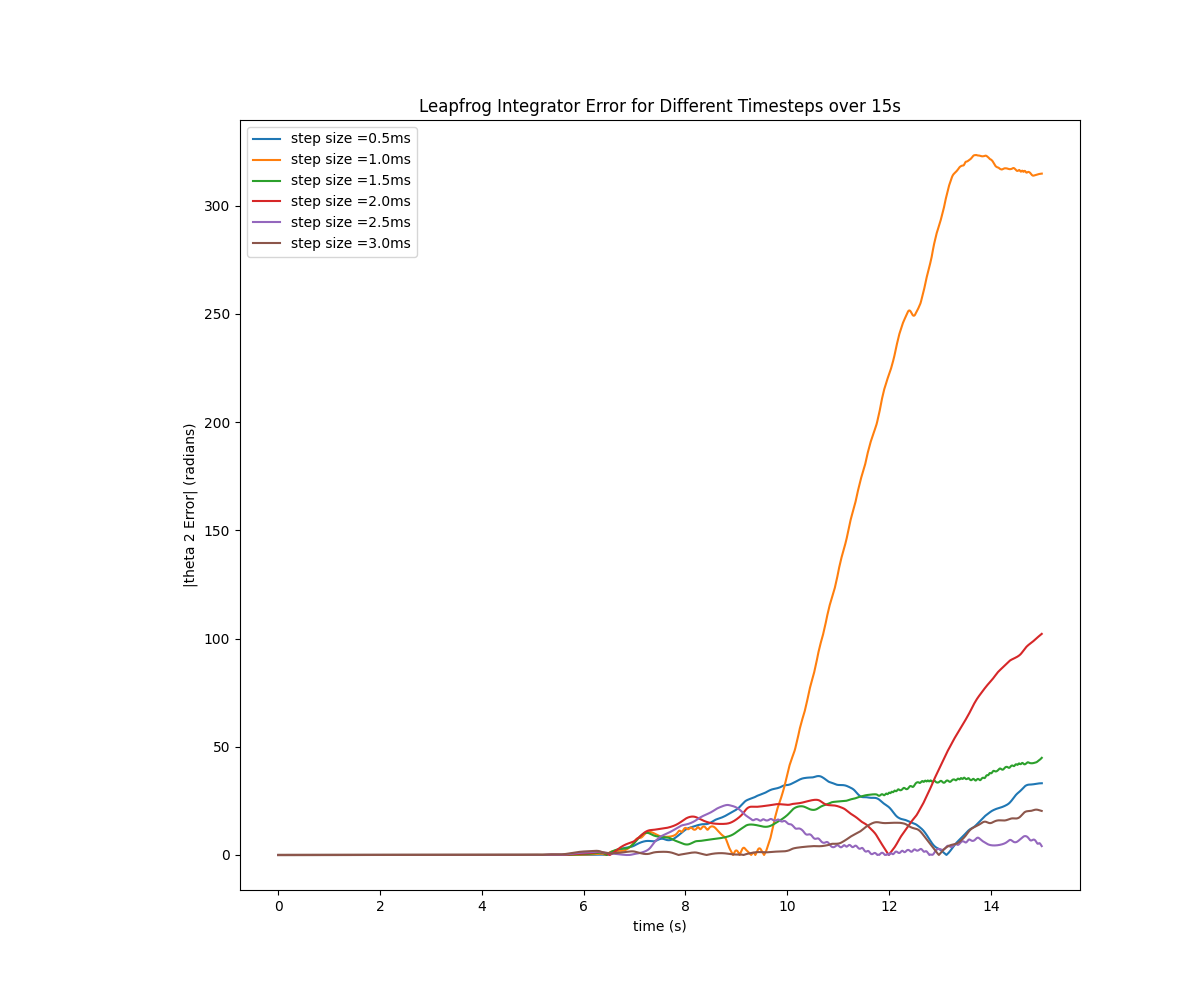 Leapfrog Integrator Error for Different Timesteps over 15s
step size =0.5ms
step size =1.0ms
step size =1.5ms
step size =2.0ms
step size =2.5ms
step size =3.0ms
300
250
200
150
100
50
0
|theta 2 Error| (radians)
0 2 4 6 8 10 12 14
time (s)